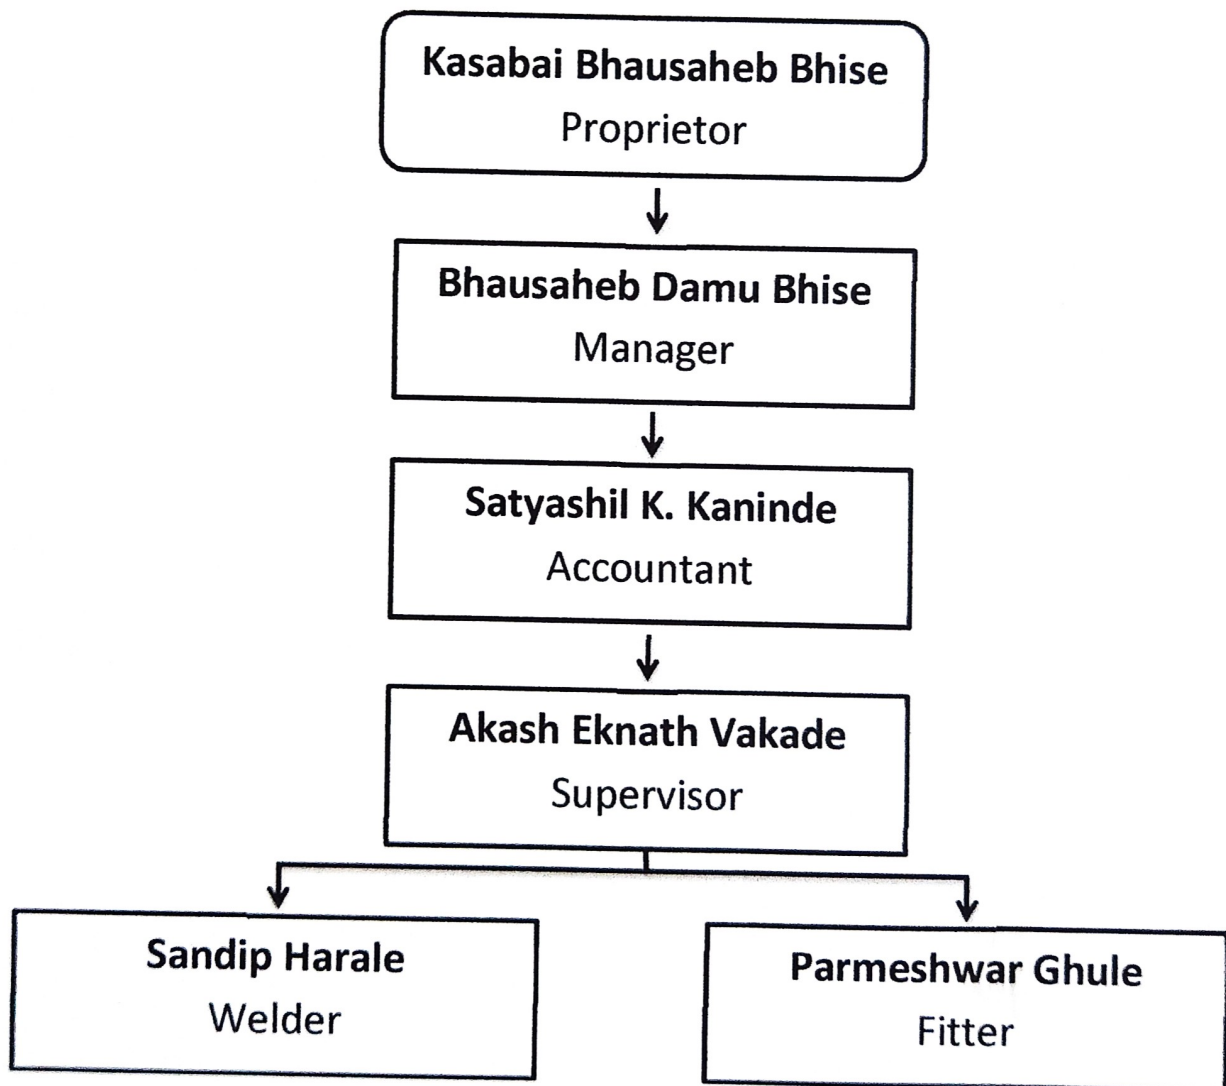 Kasabai Bhausaheb Bhise
Proprietor
Bhausaheb Damu Bhise
Manager
Satyashil K. Kaninde
Accountant
Akash Eknath Vakade
Supervisor
Sandip Harale
Welder
Parmeshwar Ghule
Fitter